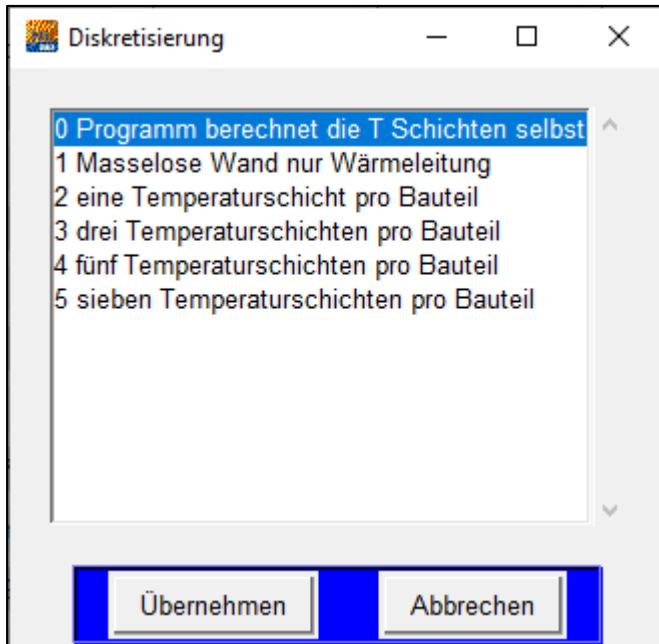 Diskretisierung
0 Programm berechnet die T Schichten selbst
1 Masselose Wand nur Wärmeleitung
2 eine Temperaturschicht pro Bauteil
3 drei Temperaturschichten pro Bauteil
4 fünf Temperaturschichten pro Bauteil
5 sieben Temperaturschichten pro Bauteil
Übernehmen Abbrechen